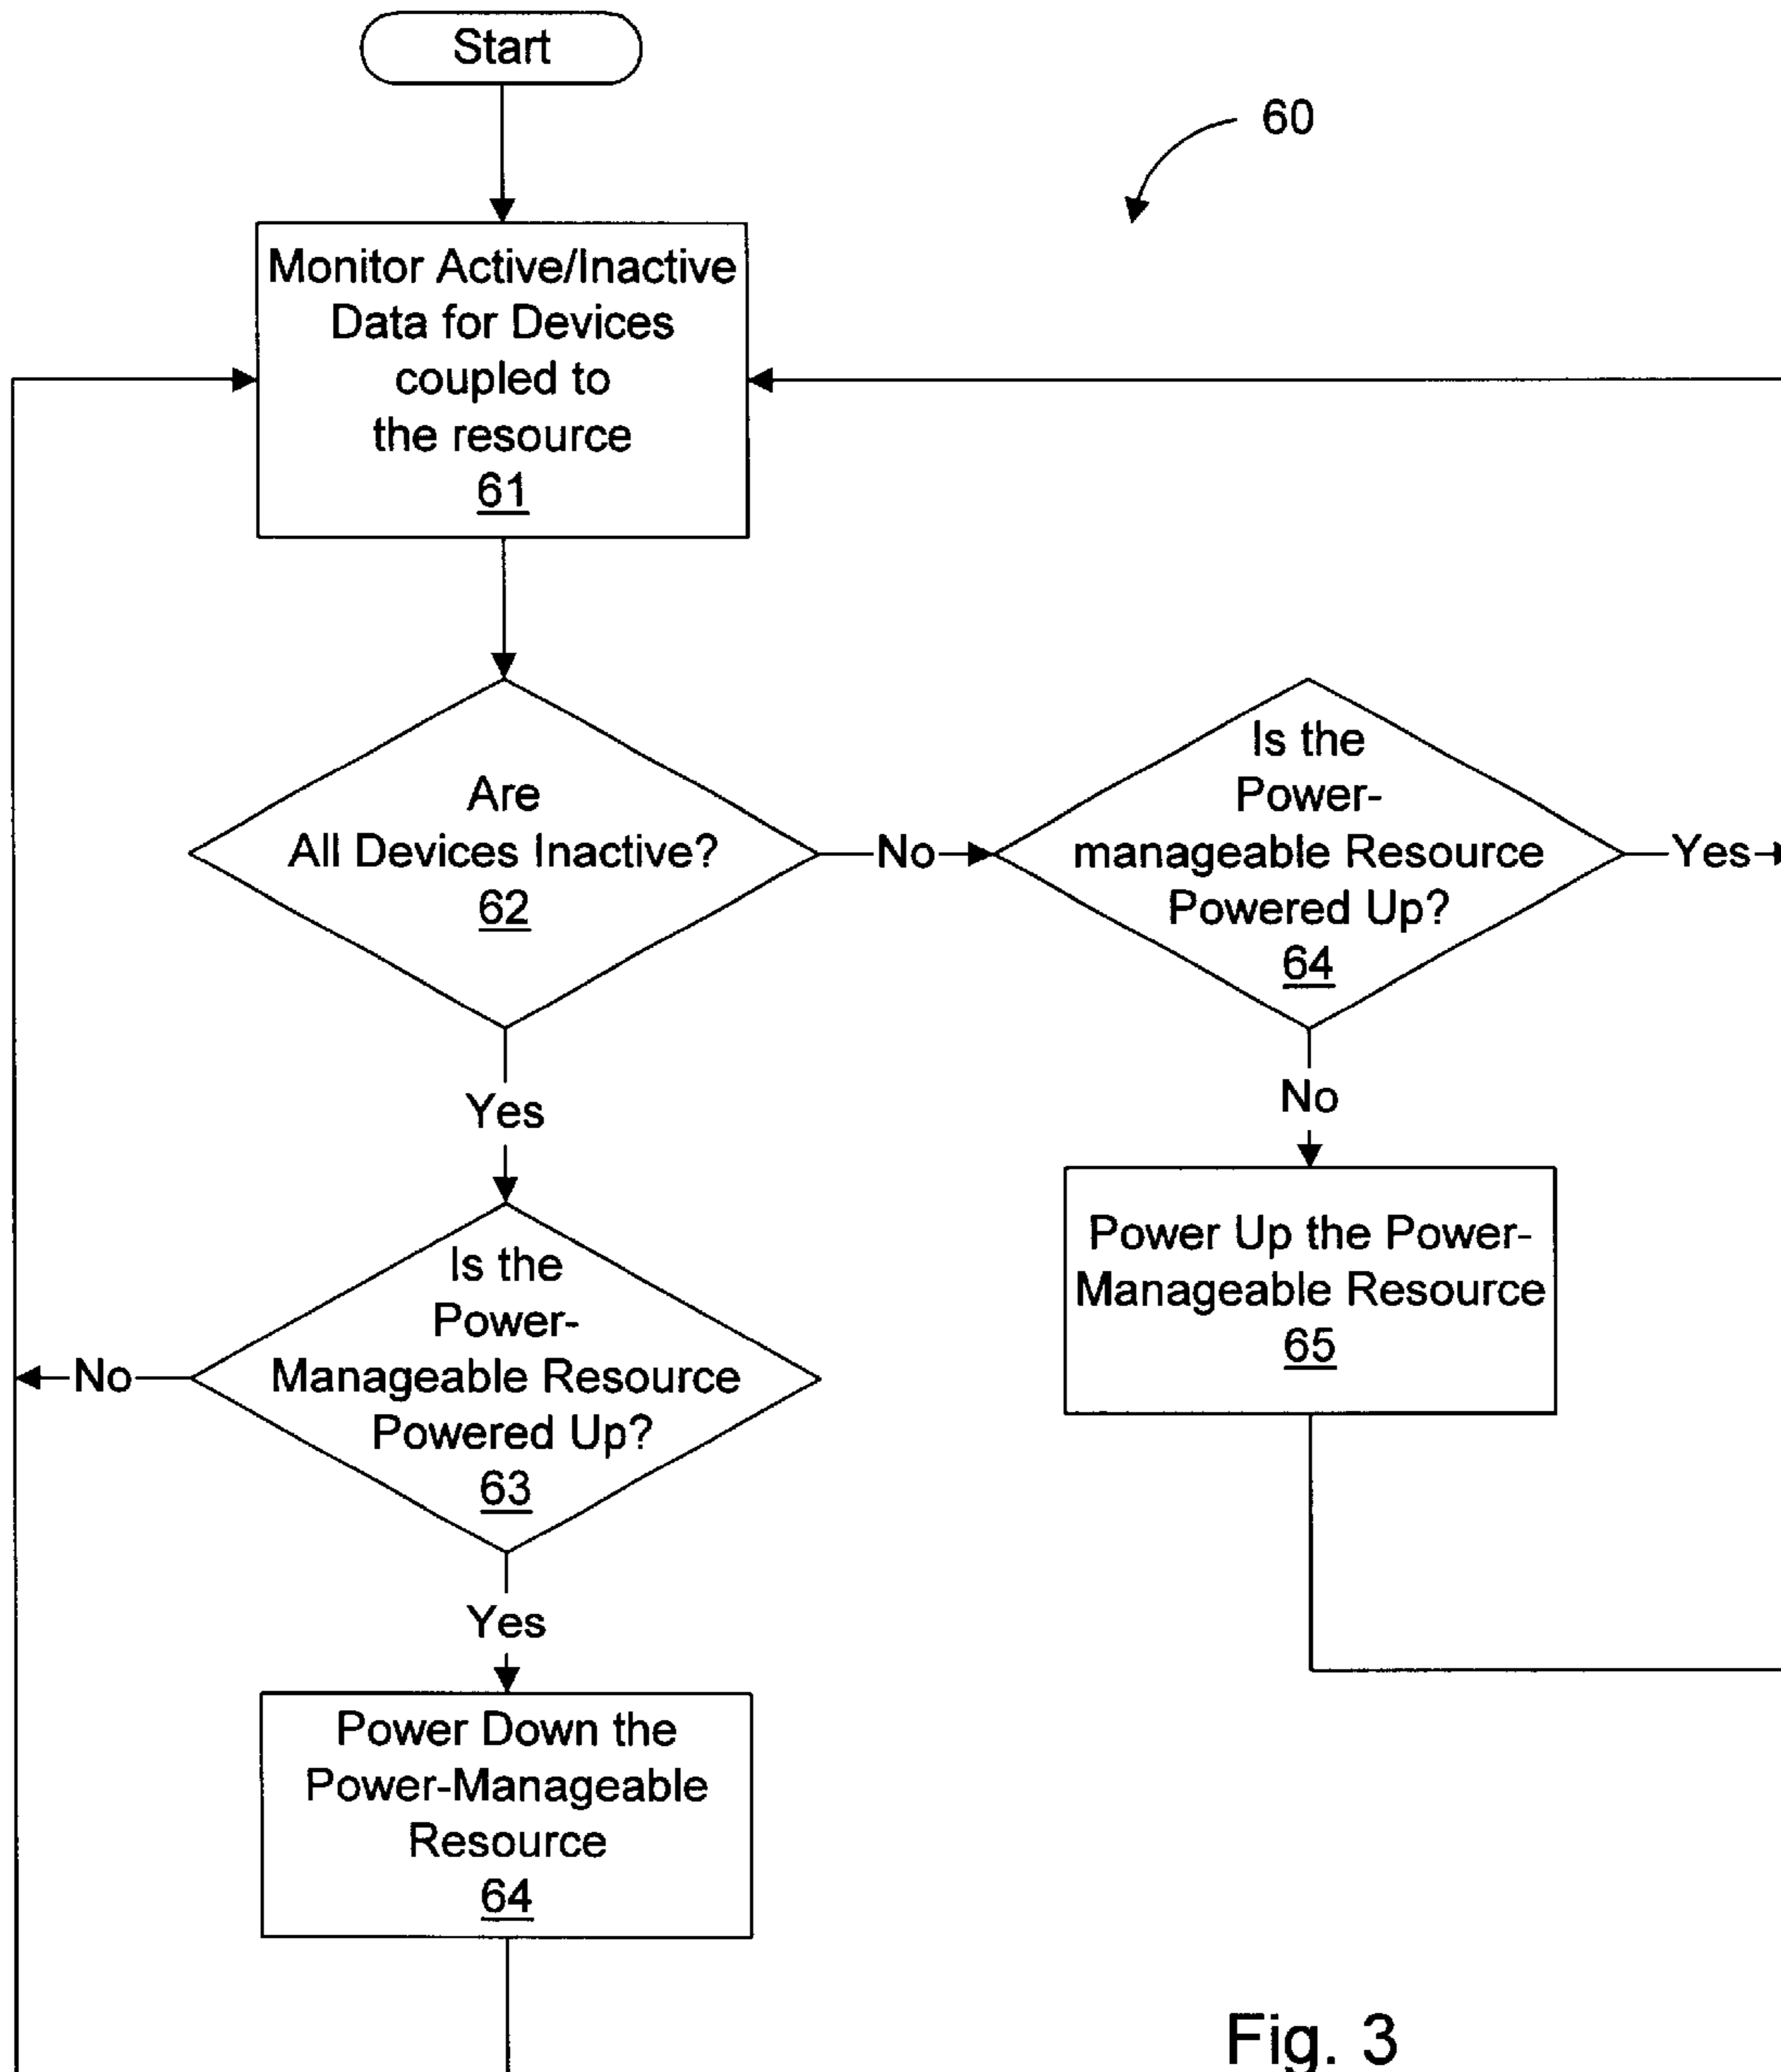 Start
60
Monitor Active/Inactive
Data for Devices
coupled to
the resource
61
Are
All Devices Inactive?
62
No
Is the
Power-
manageable Resource
Powered Up?
64
Yes
Yes
No
Power Up the Power-
Manageable Resource
65
Is the
Power-
Manageable Resource
Powered Up?
63
No
Yes
Power Down the
Power-Manageable
Resource
64
Fig. 3